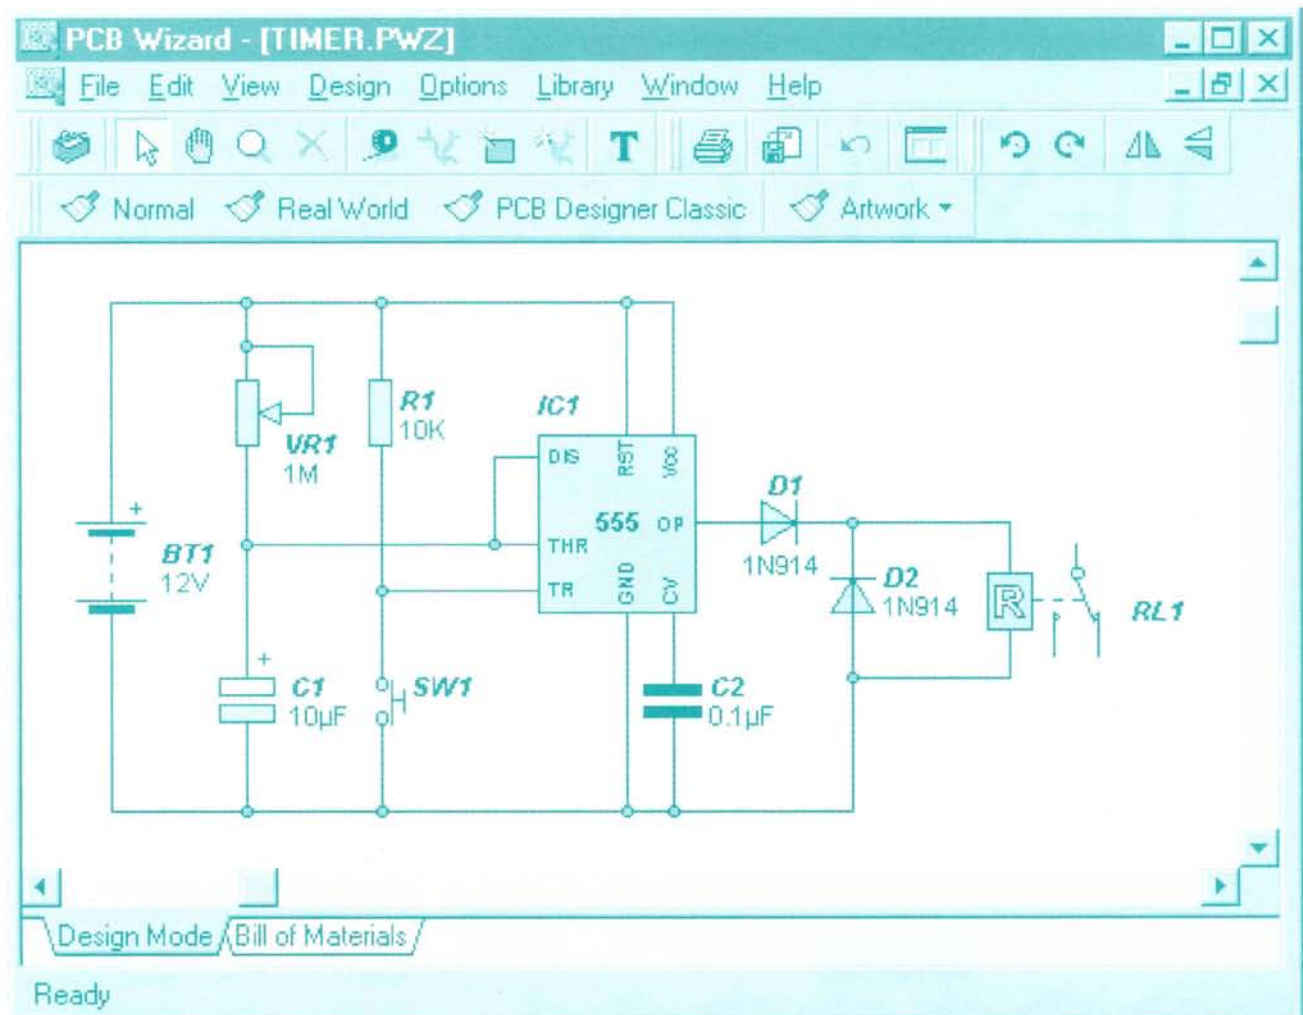 PCB Wizard - [TIMER.PWZ]
File Edit View Design Options Library Window Help
T
Normal Real World PCB Designer Classic Artwork
R1
10K
VR1
1M
IC1
DIS
RST
Vcc
555
OP
THR
TR
GND
CV
D1
1N914
D2
1N914
R
RL1
+
BT1
12V
+
C1
10µF
SW1
C2
0.1µF
Design Mode Bill of Materials
Ready